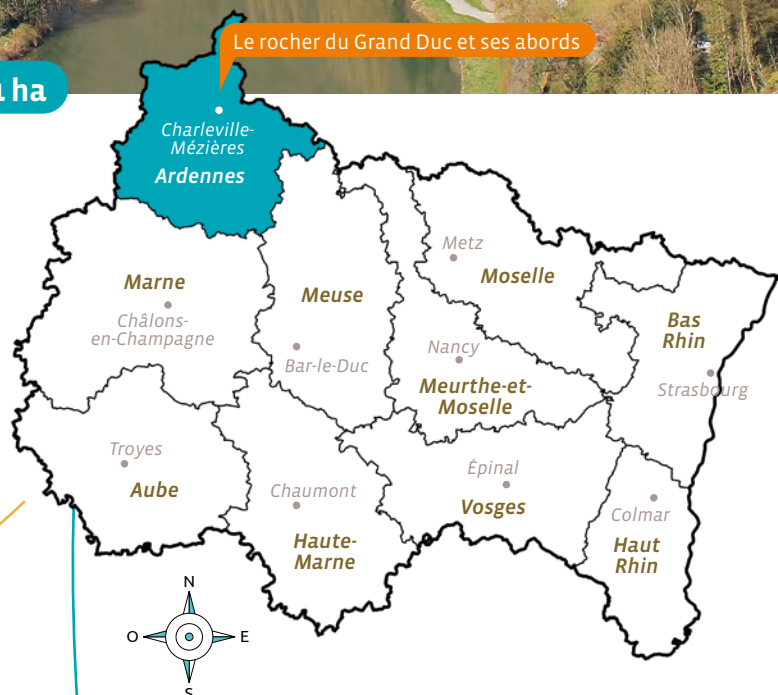 Le rocher du Grand Duc et ses abords
ha
Charleville-
Mézières
Ardennes
Metz
Moselle
Marne
Meuse
Châlons-
en-Champagne
Bas
Rhin
Nancy
Bar-le-Duc
Meurthe-et-
Moselle
Strasbourg
Troyes
Aube
Épinal
Vosges
Chaumont
Colmar
Haute-
Marne
Haut
Rhin
N
O
E
S